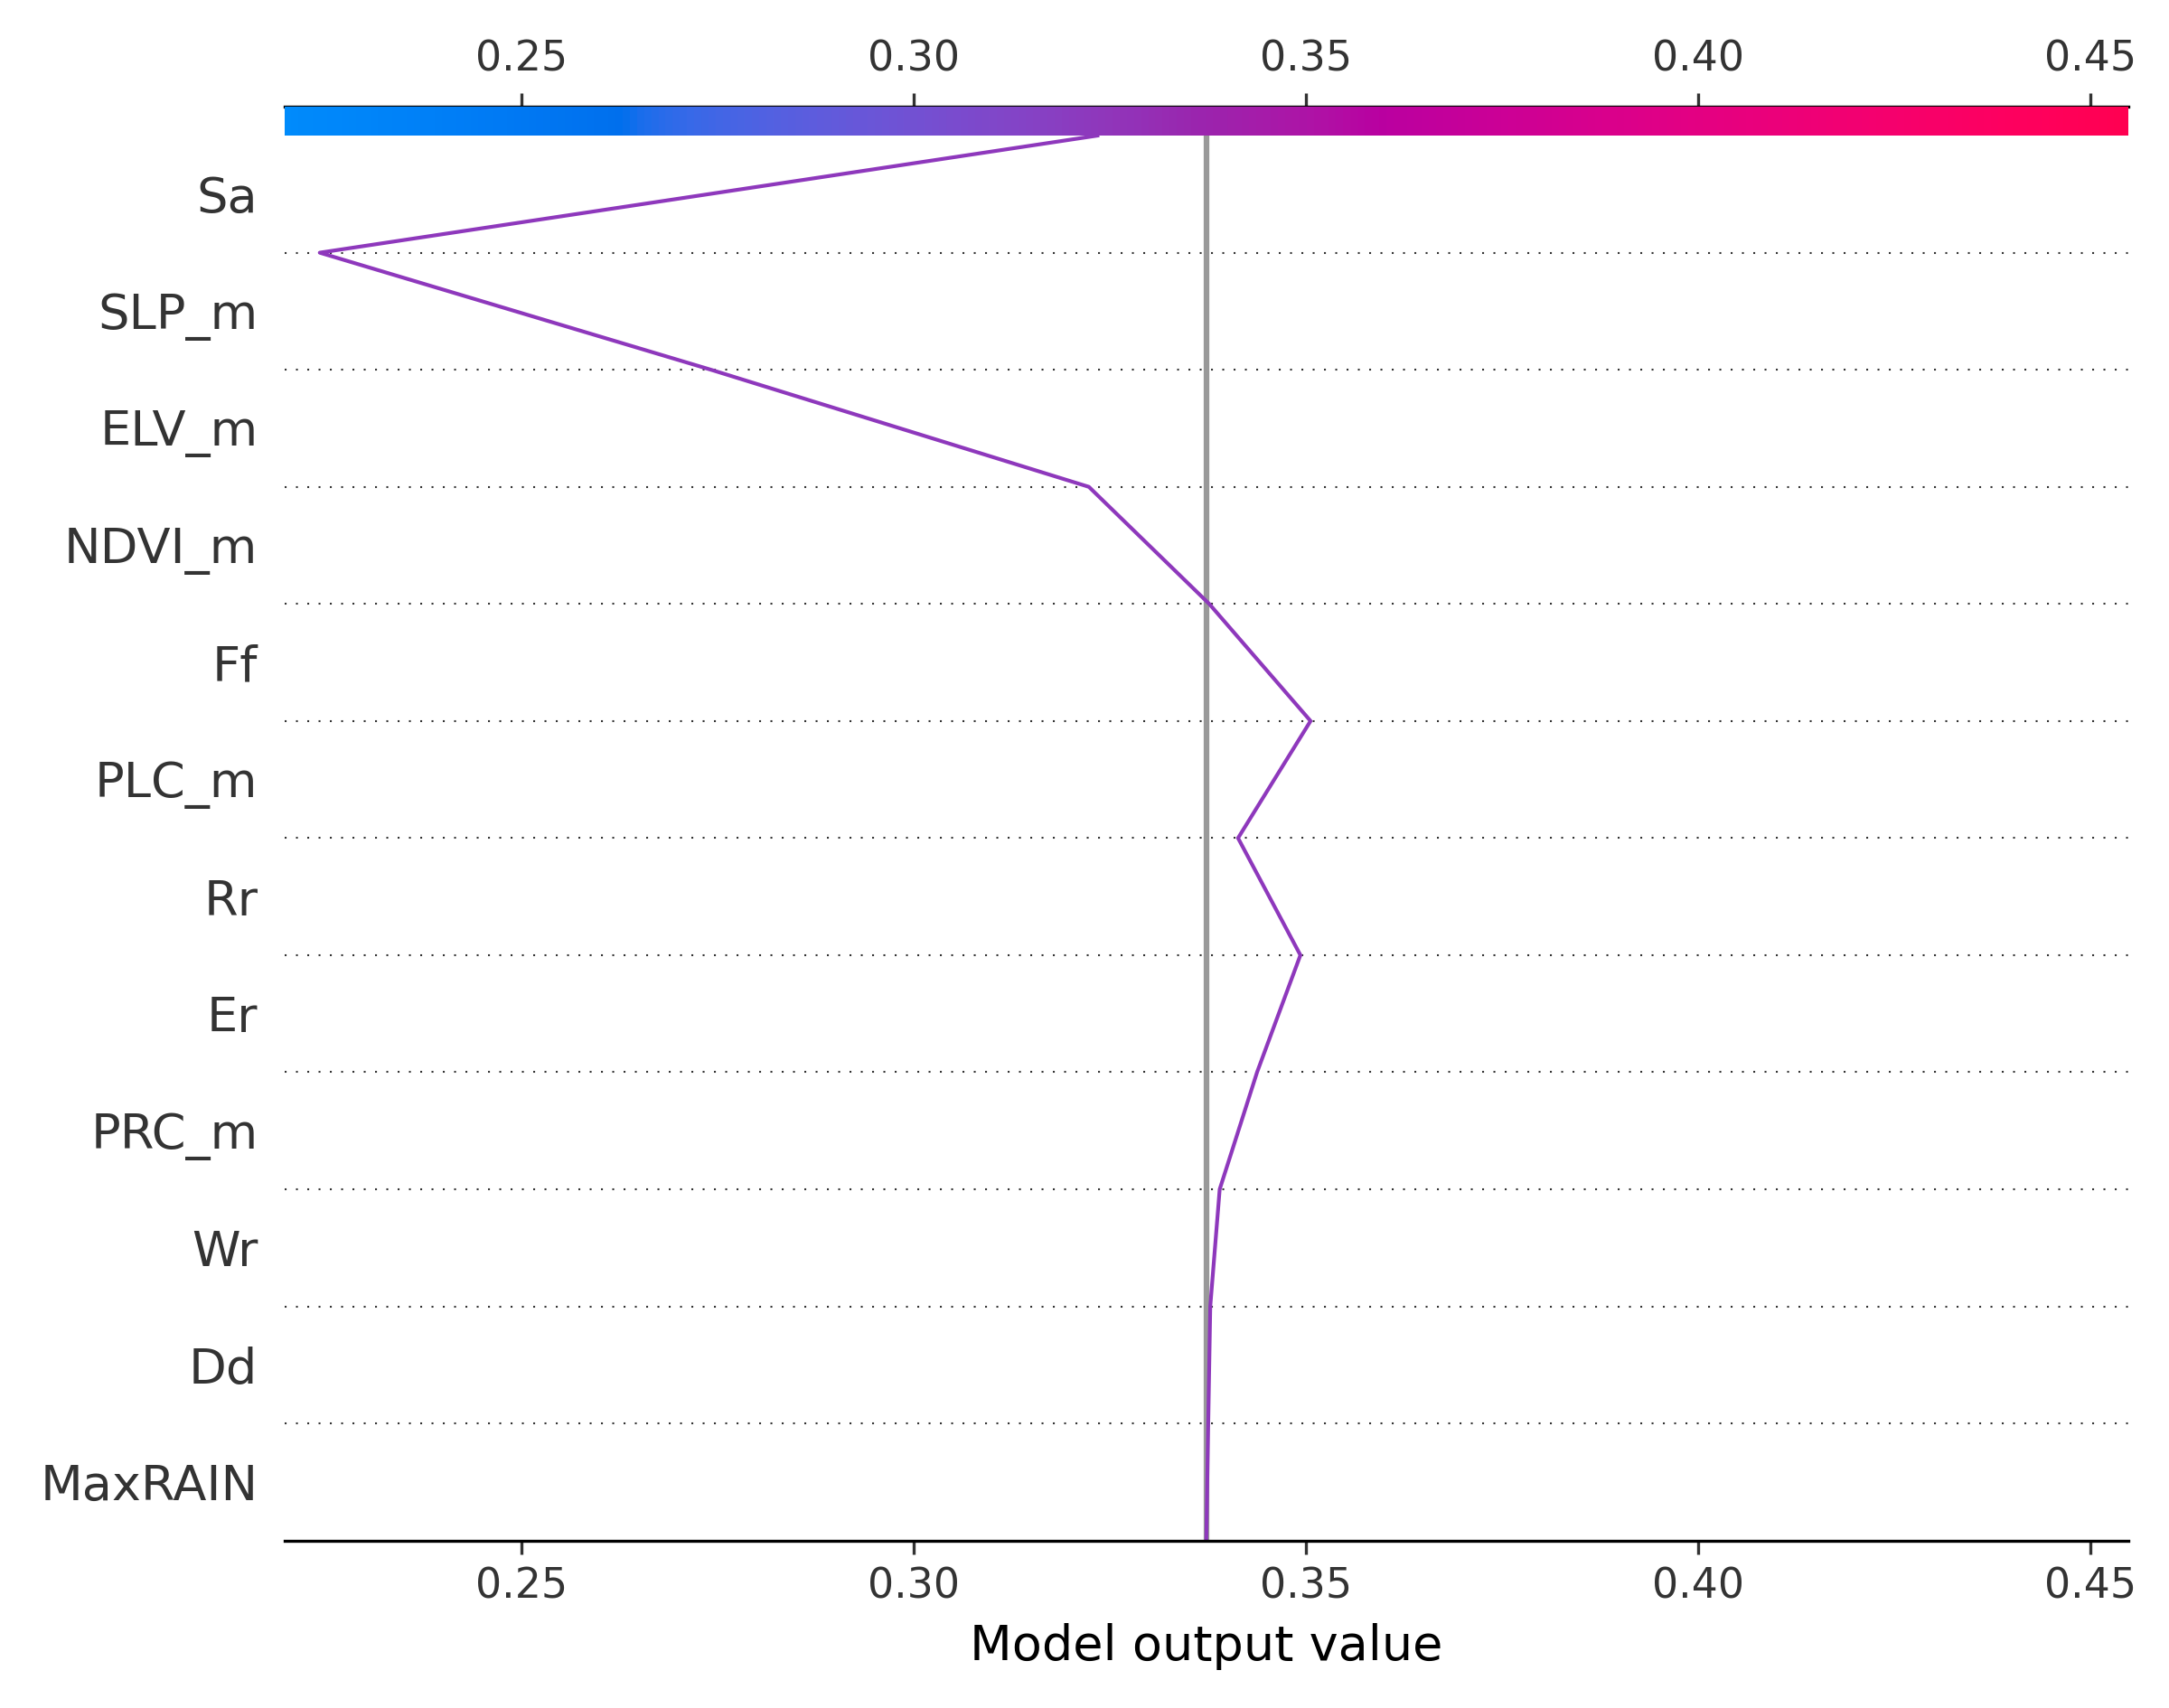 0.25 0.30 0.35 0.40 0.45
Sa
SLP_m
ELV_m
NDVI_m
Ff
PLC_m
Rr
Er
PRC_m
Wr
Dd
MaxRAIN
0.25 0.30 0.35 0.40 0.45
Model output value